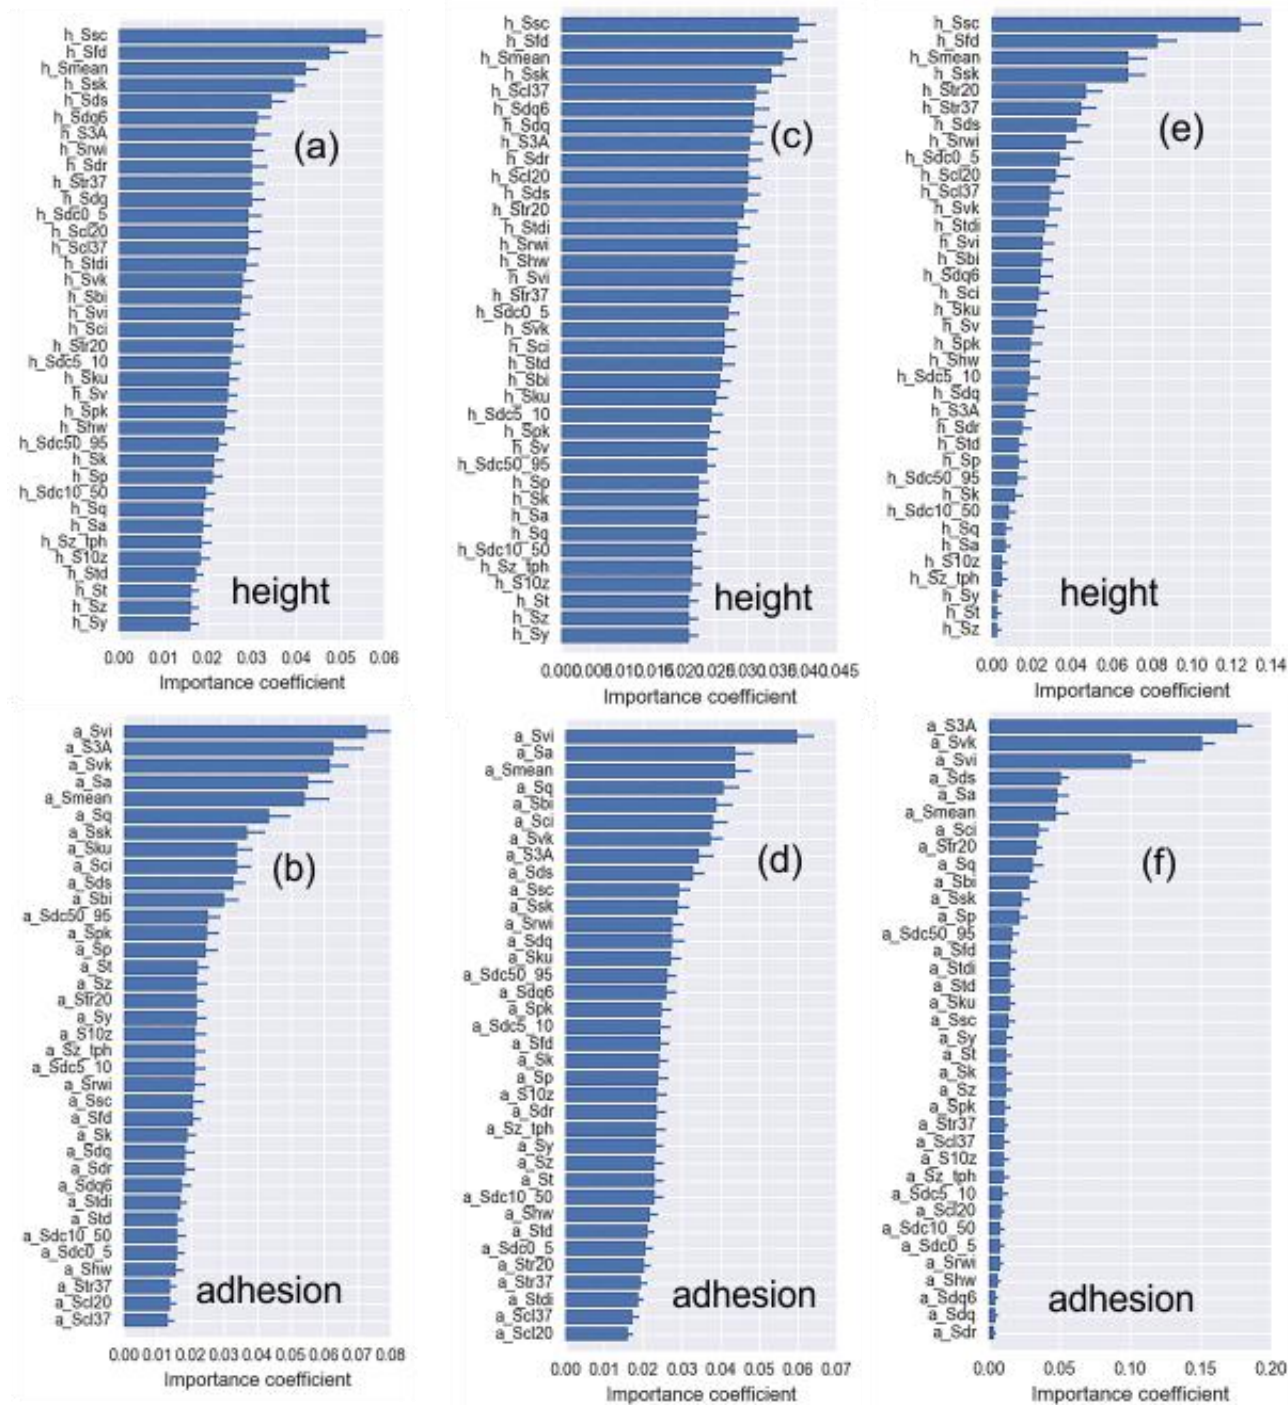 h_Ssc
h_Sfd
h_Smean
h_Ssk
h_Sds
h_Sdq6
h_S3A
h_Srwi
h_Sdr
h_Str37
h_Sdq
h_Sdc0_5
h_Scl20
h_Scl37
h_Stdi
h_Svk
h_Sbi
h_Svi
h_Sci
h_Str20
h_Sdc5_10
h_Sku
h_Sv
h_Spk
h_Shw
h_Sdc50_95
h_Sk
h_Sp
h_Sdc10_50
h_Sq
h_Sa
h_Sz_tph
h_S10z
h_Std
h_St
h_Sz
h_Sy
(a)
height
0.00 0.01 0.02 0.03 0.04 0.05 0.06
Importance coefficient
h_Ssc
h_Sfd
h_Smean
h_Ssk
h_Scl37
h_Sdq6
h_Sdq
h_S3A
h_Sdr
h_Scl20
h_Sds
h_Str20
h_Stdi
h_Srwi
h_Shw
h_Svi
h_Str37
h_Sdc0_5
h_Svk
h_Sci
h_Std
h_Sbi
h_Sku
h_Sdc5_10
h_Spk
h_Sv
h_Sdc50_95
h_Sp
h_Sk
h_Sa
h_Sq
h_Sdc10_50
h_Sz_tph
h_S10z
h_St
h_Sz
h_Sy
(c)
height
0.0000.0050.0100.0150.0200.0250.0300.0350.0400.045
Importance coefficient
h_Ssc
h_Sfd
h_Smean
h_Ssk
h_Str20
h_Str37
h_Sds
h_Srwi
h_Sdc0_5
h_Scl20
h_Scl37
h_Svk
h_Stdi
h_Svi
h_Sbi
h_Sdq6
h_Sci
h_Sku
h_Sv
h_Spk
h_Shw
h_Sdc5_10
h_Sdq
h_S3A
h_Sdr
h_Std
h_Sp
h_Sdc50_95
h_Sk
h_Sdc10_50
h_Sq
h_Sa
h_S10z
h_Sz_tph
h_Sy
h_St
h_Sz
(e)
height
0.00 0.02 0.04 0.06 0.08 0.10 0.12 0.14
Importance coefficient
a_Svi
a_S3A
a_Svk
a_Sa
a_Smean
a_Sq
a_Ssk
a_Sku
a_Sci
a_Sds
a_Sbi
a_Sdc50_95
a_Spk
a_Sp
a_St
a_Sz
a_Str20
a_Sy
a_S10z
a_Sz_tph
a_Sdc5_10
a_Srwi
a_Ssc
a_Sfd
a_Sk
a_Sdq
a_Sdr
a_Sdq6
a_Stdi
a_Std
a_Sdc10_50
a_Sdc0_5
a_Shw
a_Str37
a_Scl20
a_Scl37
(b)
adhesion
0.00 0.01 0.02 0.03 0.04 0.05 0.06 0.07 0.08
Importance coefficient
a_Svi
a_Sa
a_Smean
a_Sq
a_Sbi
a_Sci
a_Svk
a_S3A
a_Sds
a_Ssc
a_Ssk
a_Srwi
a_Sdq
a_Sku
a_Sdc50_95
a_Sdq6
a_Spk
a_Sdc5_10
a_Sfd
a_Sk
a_Sp
a_S10z
a_Sdr
a_Sz_tph
a_Sy
a_Sz
a_St
a_Sdc10_50
a_Shw
a_Std
a_Sdc0_5
a_Str20
a_Str37
a_Stdi
a_Scl37
a_Scl20
(d)
adhesion
0.00 0.01 0.02 0.03 0.04 0.05 0.06 0.07
Importance coefficient
a_S3A
a_Svk
a_Svi
a_Sds
a_Sa
a_Smean
a_Sci
a_Str20
a_Sq
a_Sbi
a_Ssk
a_Sp
a_Sdc50_95
a_Sfd
a_Stdi
a_Std
a_Sku
a_Ssc
a_Sy
a_St
a_Sk
a_Sz
a_Spk
a_Str37
a_Scl37
a_S10z
a_Sz_tph
a_Sdc5_10
a_Scl20
a_Sdc10_50
a_Sdc0_5
a_Srwi
a_Shw
a_Sdq6
a_Sdq
a_Sdr
(f)
adhesion
0.00 0.05 0.10 0.15 0.20
Importance coefficient